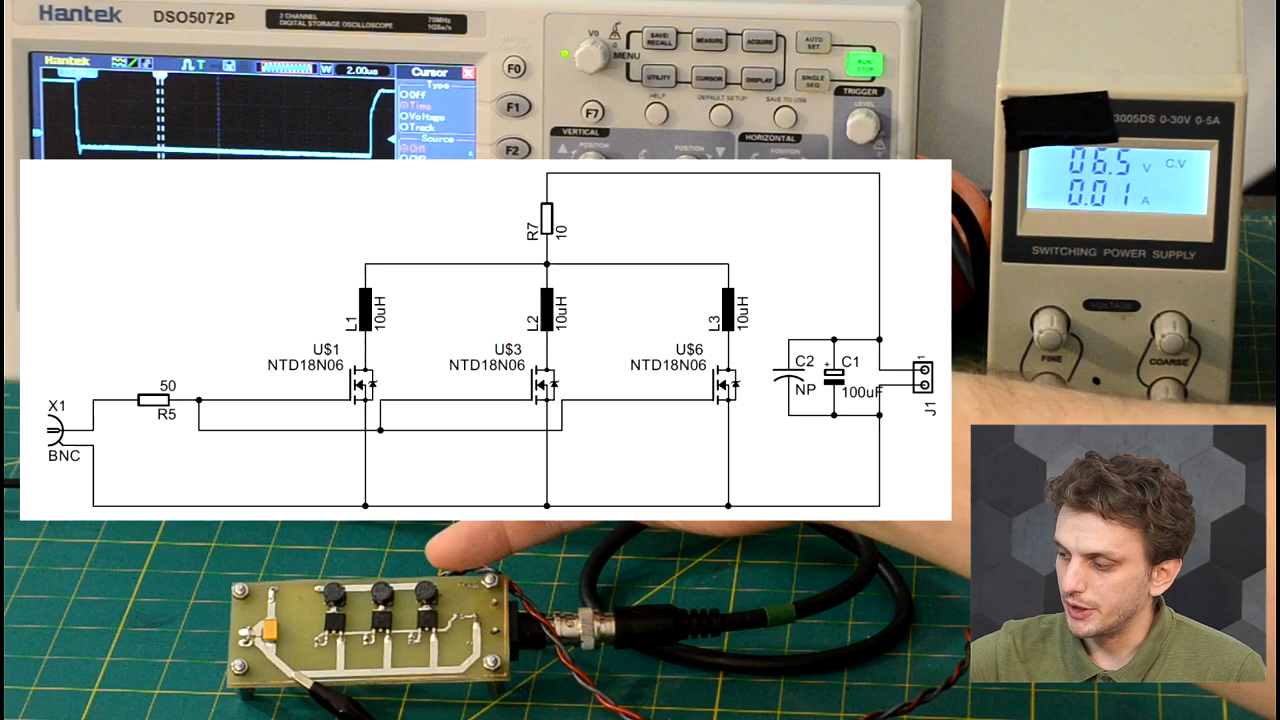 Hantek
DSO5072P
2 CHANNEL
DIGITAL STORAGE OSCILLOSCOPE
70MHz
1GSa/s
Hantek
T
W
2.00us
Cursor
Type
Off
Time
Voltage
Track
Source
CH1
F0
F1
F2
V0
MENU
SAVE/
RECALL
MEASURE
ACQUIRE
AUTO
SET
UTILITY
CURSOR
DISPLAY
SINGLE
SEQ
RUN/
STOP
HELP
DEFAULT SETUP
SAVE TO USB
F7
TRIGGER
LEVEL
VERTICAL
HORIZONTAL
POSITION
POSITION
POSITION
3005DS 0-30V 0-5A
06.5 V C.V
0.01 A
SWITCHING POWER SUPPLY
VOLTAGE
FINE
COARSE
R7
10
L1
10uH
L2
10uH
L3
10uH
U$1
NTD18N06
U$3
NTD18N06
U$6
NTD18N06
50
R5
X1
BNC
C2
NP
+
C1
100uF
1
J1